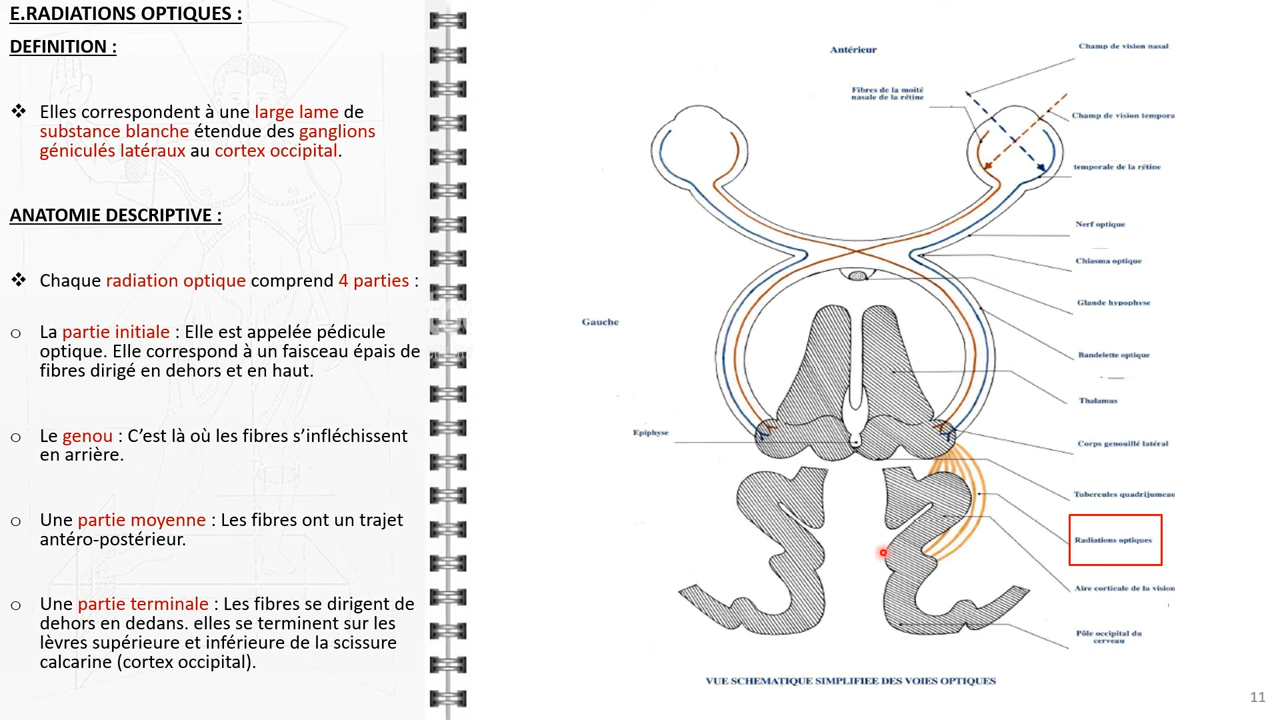 E.RADIATIONS OPTIQUES :
DEFINITION :
❖ Elles correspondent à une large lame de
substance blanche étendue des ganglions
géniculés latéraux au cortex occipital.
ANATOMIE DESCRIPTIVE :
❖ Chaque radiation optique comprend 4 parties :
o La partie initiale : Elle est appelée pédicule
optique. Elle correspond à un faisceau épais de
fibres dirigé en dehors et en haut.
o Le genou : C’est là où les fibres s’infléchissent
en arrière.
o Une partie moyenne : Les fibres ont un trajet
antéro-postérieur.
o Une partie terminale : Les fibres se dirigent de
dehors en dedans. elles se terminent sur les
lèvres supérieure et inférieure de la scissure
calcarine (cortex occipital).
Antérieur
Champ de vision nasal
Fibres de la moité
nasale de la rétine
Champ de vision tempora
temporale de la rétine
Nerf optique
Chiasma optique
Glande hypophyse
Gauche
Bandelette optique
Thalamus
Epiphyse
Corps genouillé latéral
Tubercules quadrijumeau
Radiations optiques
Aire corticale de la vision
Pôle occipital du
cerveau
VUE SCHEMATIQUE SIMPLIFIEE DES VOIES OPTIQUES
11